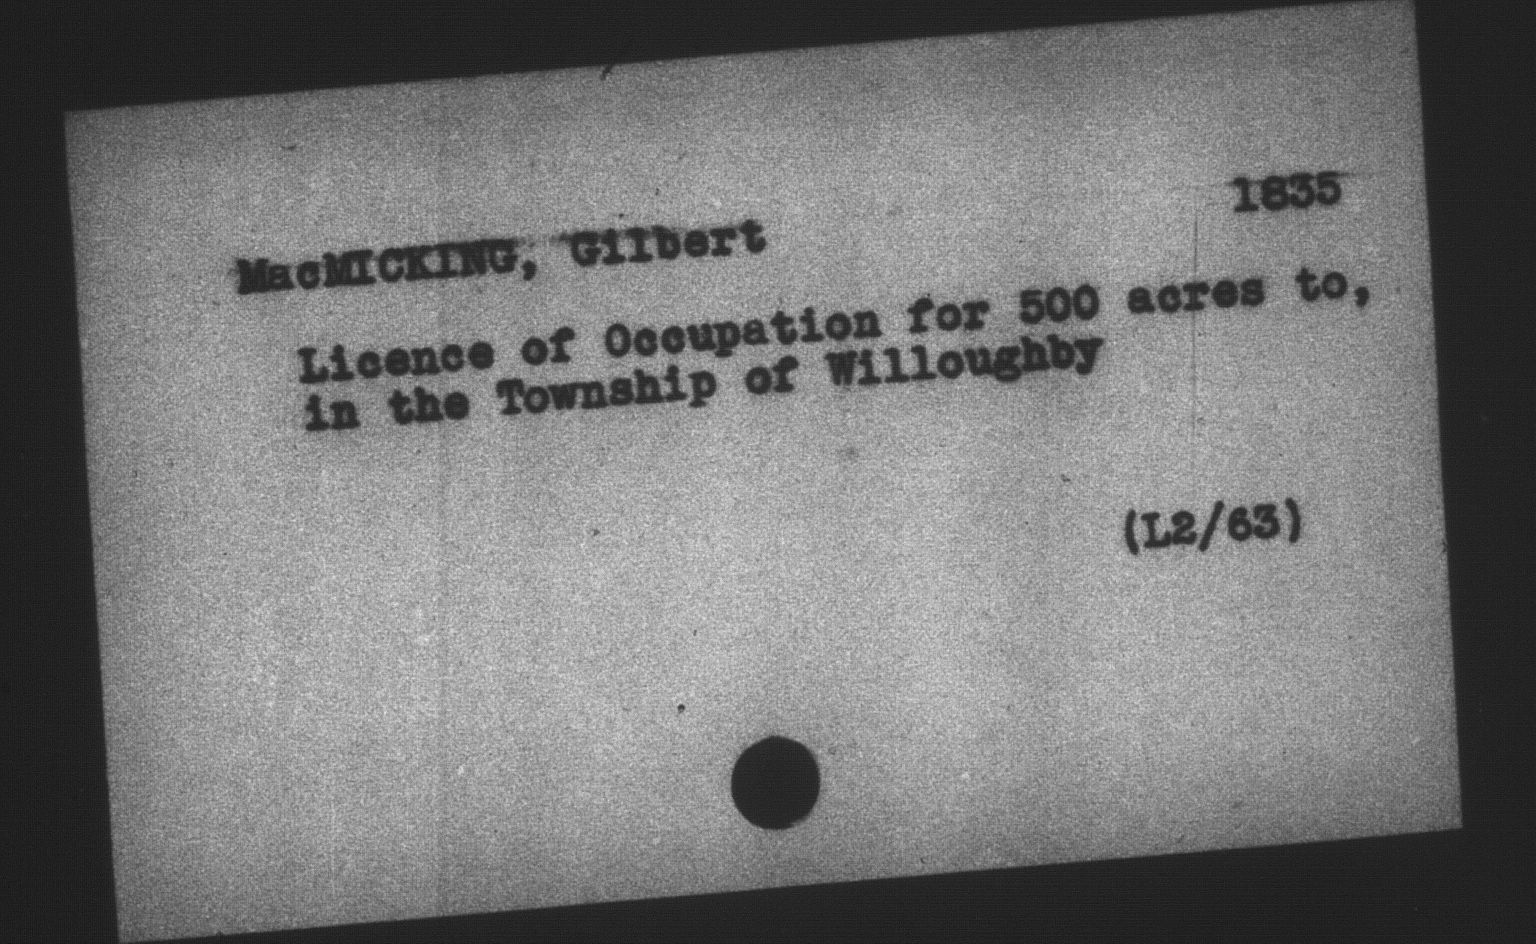 1835
MacMICKING, Gilbert
Licence of Occupation for 500 acres to,
in the Township of Willoughby
(L2/63)